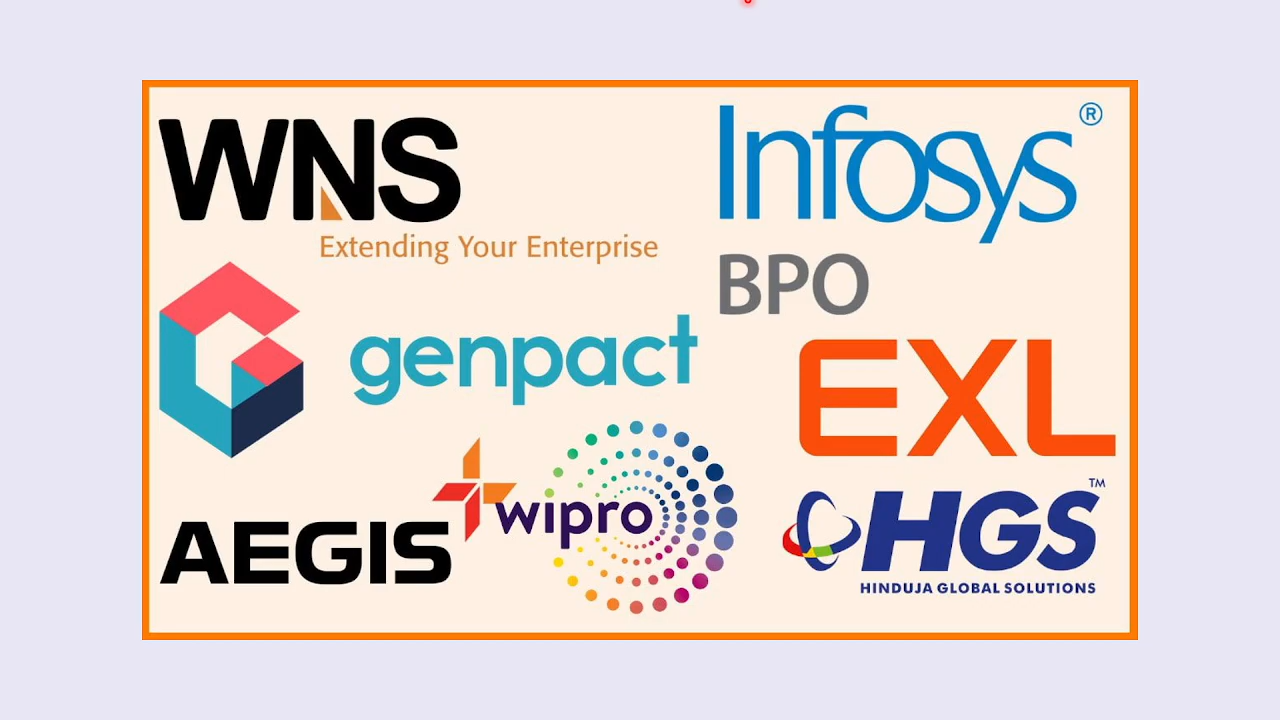 WNS
Extending Your Enterprise
Infosys®
BPO
genpact
EXL
AEGIS
wipro
HGS™
HINDUJA GLOBAL SOLUTIONS